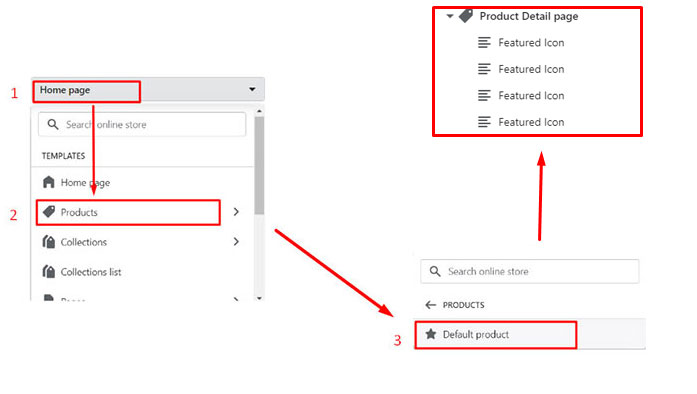 1
Home page
Search online store
TEMPLATES
Home page
2
Products
Collections
Collections list
Product Detail page
Featured Icon
Featured Icon
Featured Icon
Featured Icon
Search online store
PRODUCTS
3
Default product